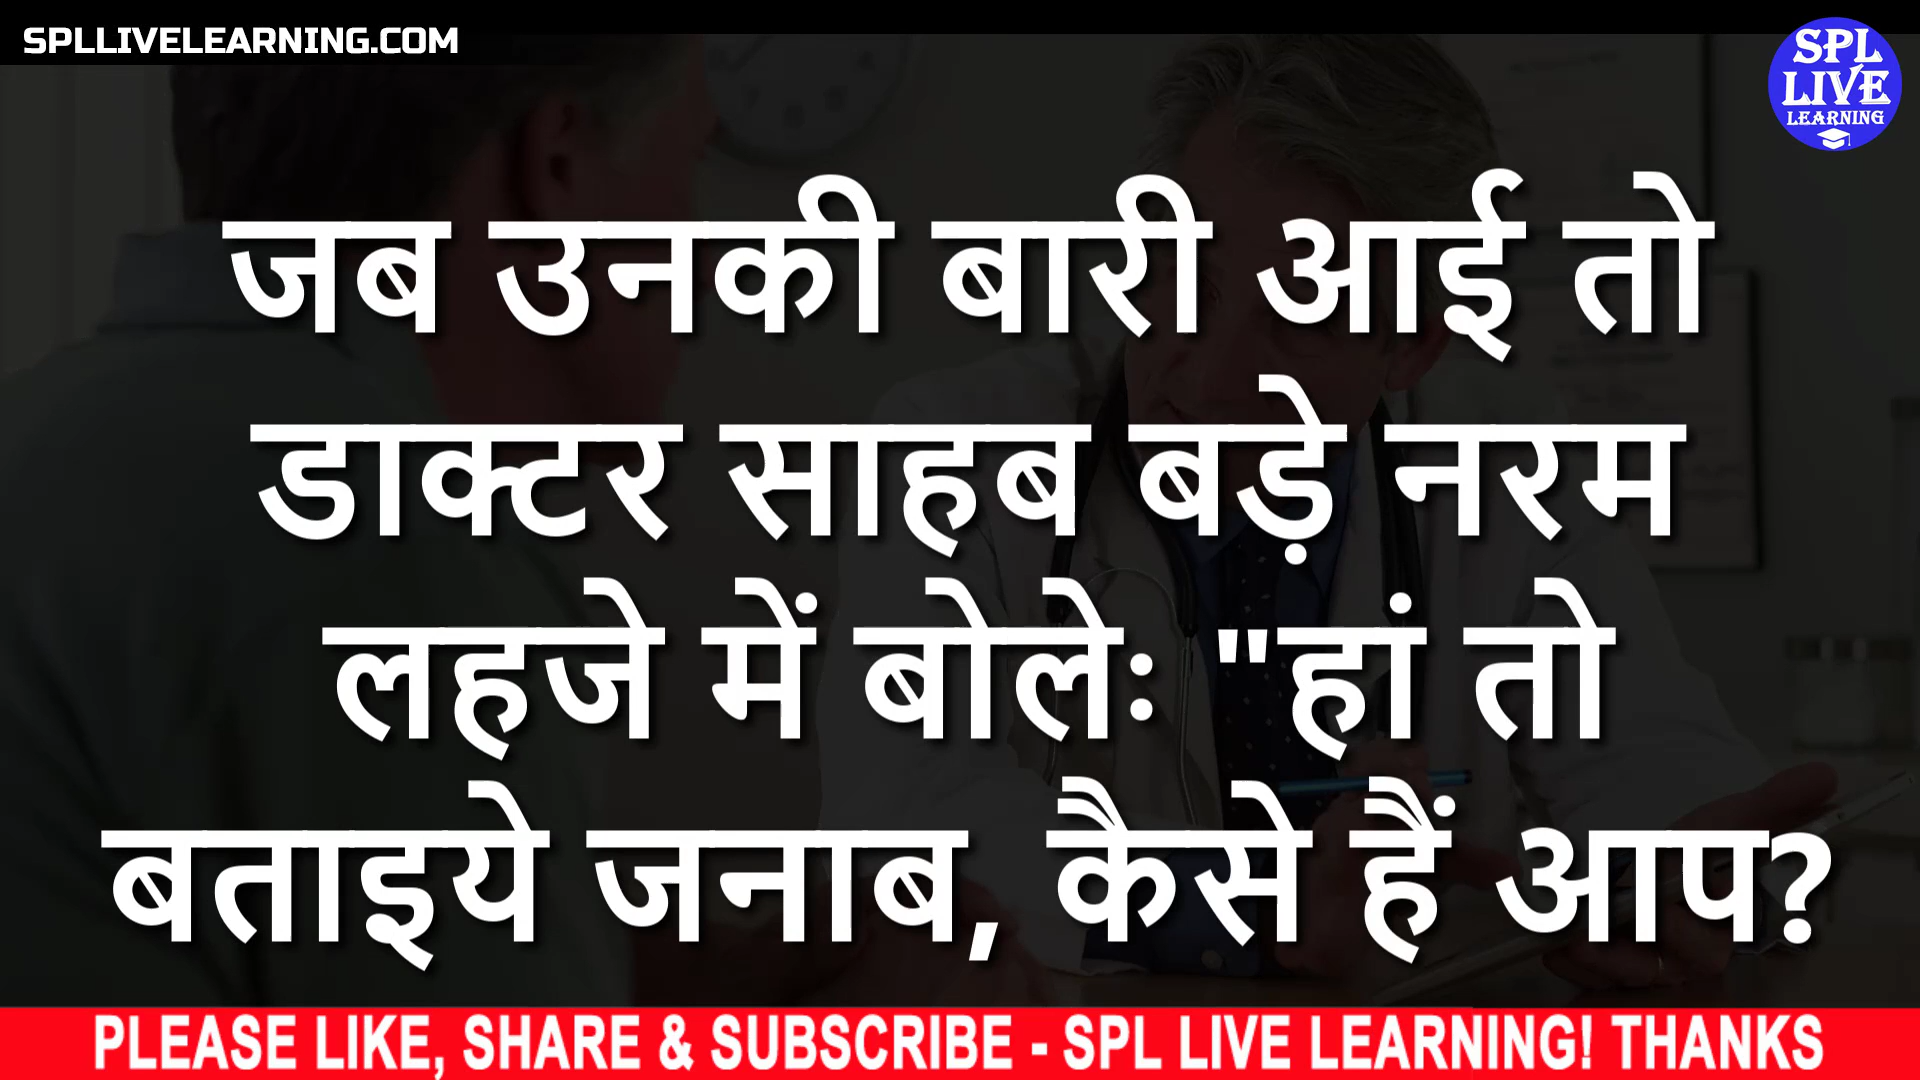 SPLLIVELEARNING.COM
SPL
LIVE
LEARNING
जब उनकी बारी आई तो
डाक्टर साहब बड़े नरम
लहजे में बोलेः "हां तो
बताइये जनाब, कैसे हैं आप?
PLEASE LIKE, SHARE & SUBSCRIBE - SPL LIVE LEARNING! THANKS